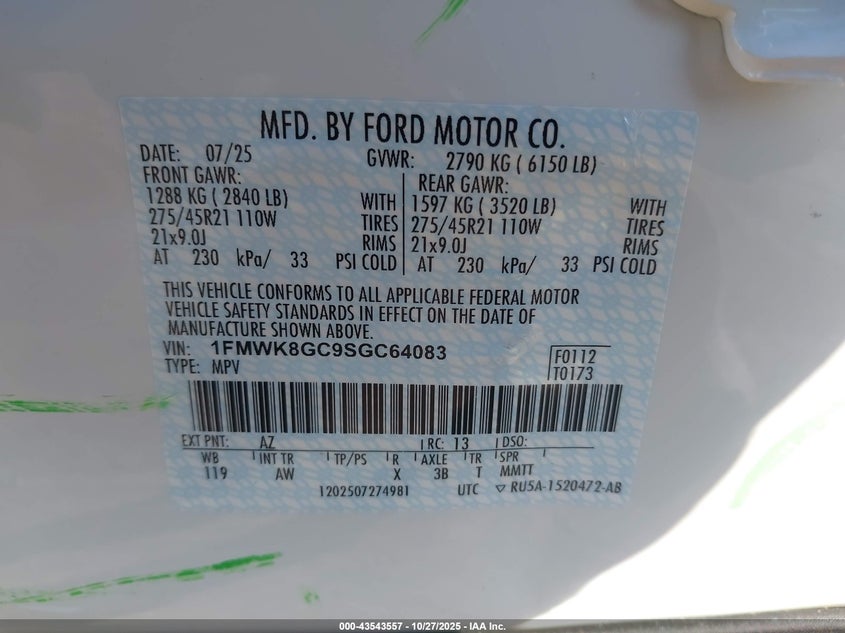 MFD. BY FORD MOTOR CO.
DATE: 07/25 GVWR: 2790 KG ( 6150 LB)
FRONT GAWR: REAR GAWR:
1288 KG ( 2840 LB) WITH 1597 KG ( 3520 LB) WITH
275/45R21 110W TIRES 275/45R21 110W TIRES
21x9.0J RIMS 21x9.0J RIMS
AT 230 kPa/ 33 PSI COLD AT 230 kPa/ 33 PSI COLD
THIS VEHICLE CONFORMS TO ALL APPLICABLE FEDERAL MOTOR
VEHICLE SAFETY STANDARDS IN EFFECT ON THE DATE OF
MANUFACTURE SHOWN ABOVE.
VIN: 1FMWK8GC9SGC64083 F0112
TYPE: MPV T0173
EXT PNT: AZ RC: 13 DSO:
WB INT TR TP/PS R AXLE TR SPR
119 AW X 3B T MMTT
1202507274981 UTC ▽ RU5A-1520472-AB
000-43543557 | 10/27/2025 - IAA Inc.